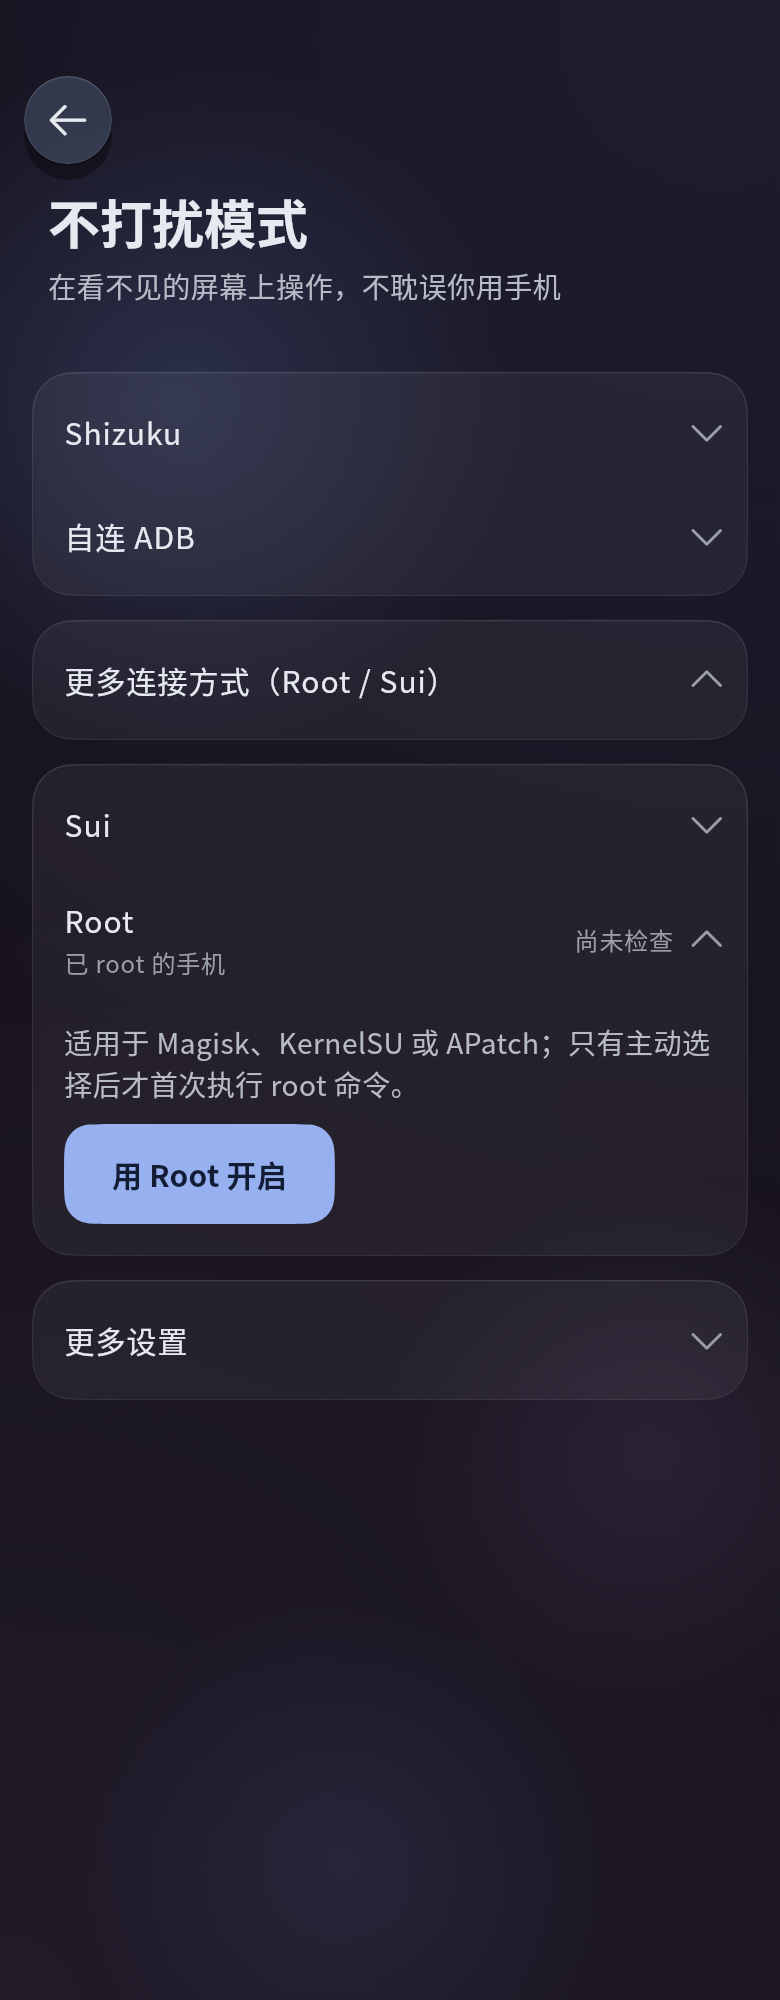 不打扰模式
在看不见的屏幕上操作，不耽误你用手机
Shizuku
自连 ADB
更多连接方式（Root / Sui）
Sui
Root
已 root 的手机
尚未检查
适用于 Magisk、KernelSU 或 APatch；只有主动选
择后才首次执行 root 命令。
用 Root 开启
更多设置